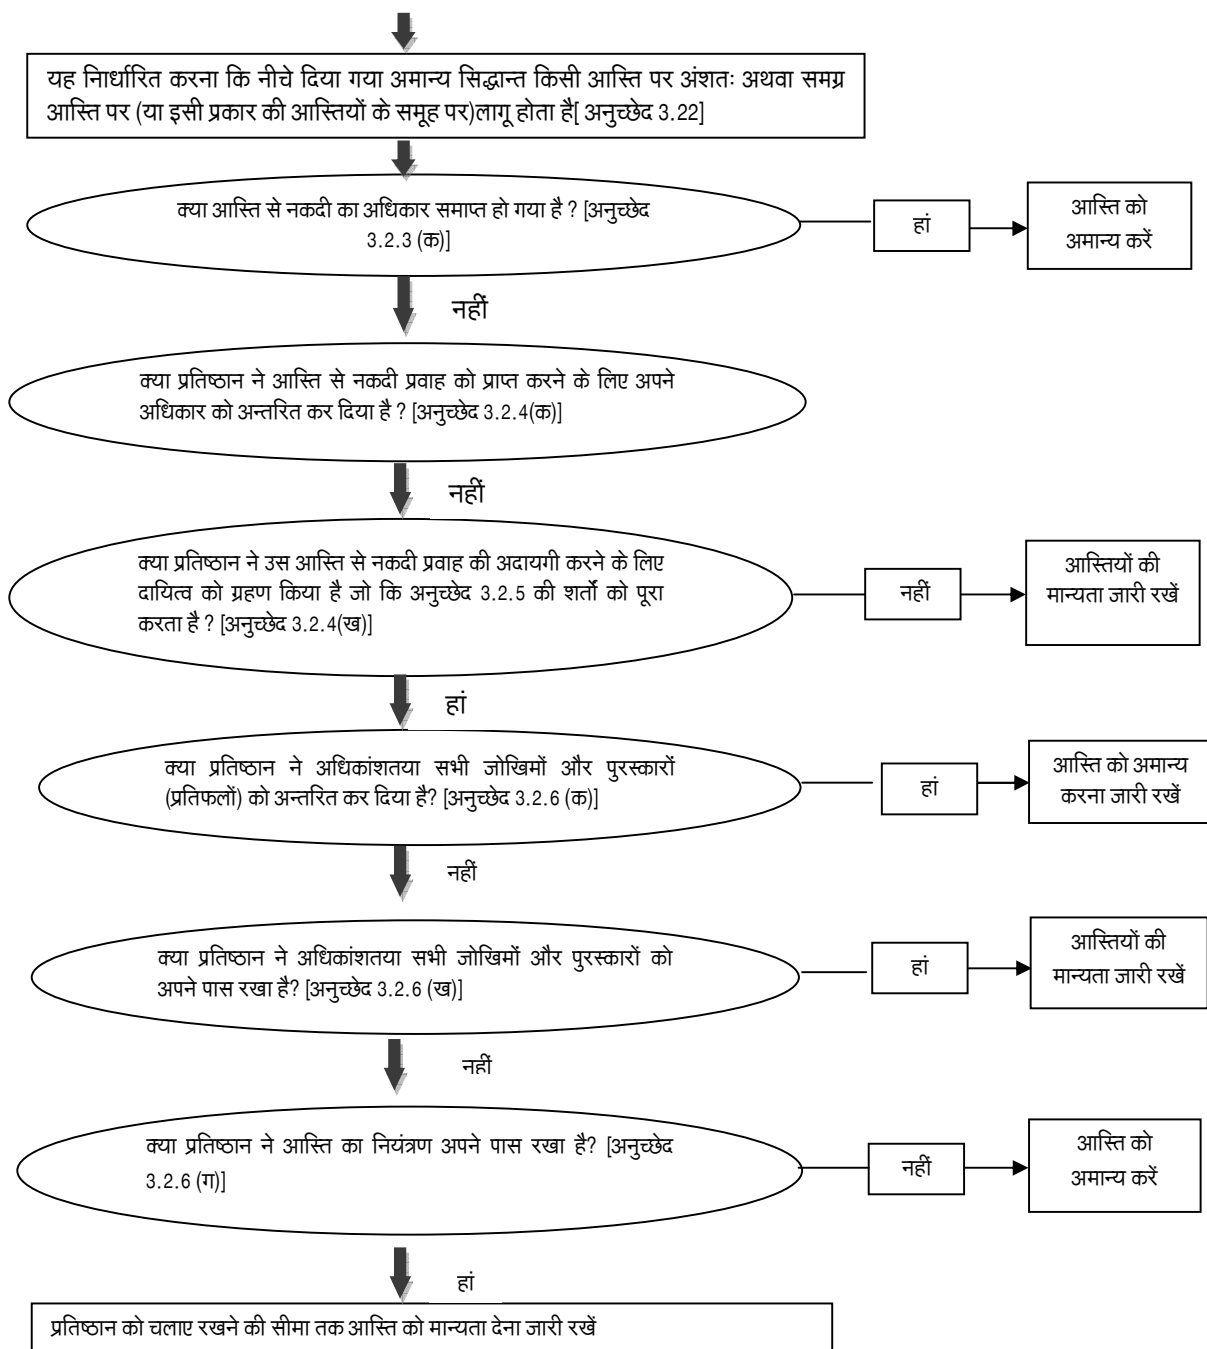 यह निार्धारित करना कि नीचे दिया गया अमान्य सिद्धान्त किसी आस्ति पर अंशतः अथवा समग्र
आस्ति पर (या इसी प्रकार की आस्तियों के समूह पर)लागू होता है[ अनुच्छेद 3.22]
क्या आस्ति से नकदी का अधिकार समाप्त हो गया है ? [अनुच्छेद
3.2.3 (क)]
हां
आस्ति को
अमान्य करें
नहीं
क्या प्रतिष्ठान ने आस्ति से नकदी प्रवाह को प्राप्त करने के लिए अपने
अधिकार को अन्तरित कर दिया है ? [अनुच्छेद 3.2.4(क)]
नहीं
क्या प्रतिष्ठान ने उस आस्ति से नकदी प्रवाह की अदायगी करने के लिए
दायित्व को ग्रहण किया है जो कि अनुच्छेद 3.2.5 की शर्तों को पूरा
करता है ? [अनुच्छेद 3.2.4(ख)]
नहीं
आस्तियों की
मान्यता जारी रखें
हां
क्या प्रतिष्ठान ने अधिकांशतया सभी जोखिमों और पुरस्कारों
(प्रतिफलों) को अन्तरित कर दिया है? [अनुच्छेद 3.2.6 (क)]
हां
आस्ति को अमान्य
करना जारी रखें
नहीं
क्या प्रतिष्ठान ने अधिकांशतया सभी जोखिमों और पुरस्कारों को
अपने पास रखा है? [अनुच्छेद 3.2.6 (ख)]
हां
आस्तियों की
मान्यता जारी रखें
नहीं
क्या प्रतिष्ठान ने आस्ति का नियंत्रण अपने पास रखा है? [अनुच्छेद
3.2.6 (ग)]
नहीं
आस्ति को
अमान्य करें
हां
प्रतिष्ठान को चलाए रखने की सीमा तक आस्ति को मान्यता देना जारी रखें